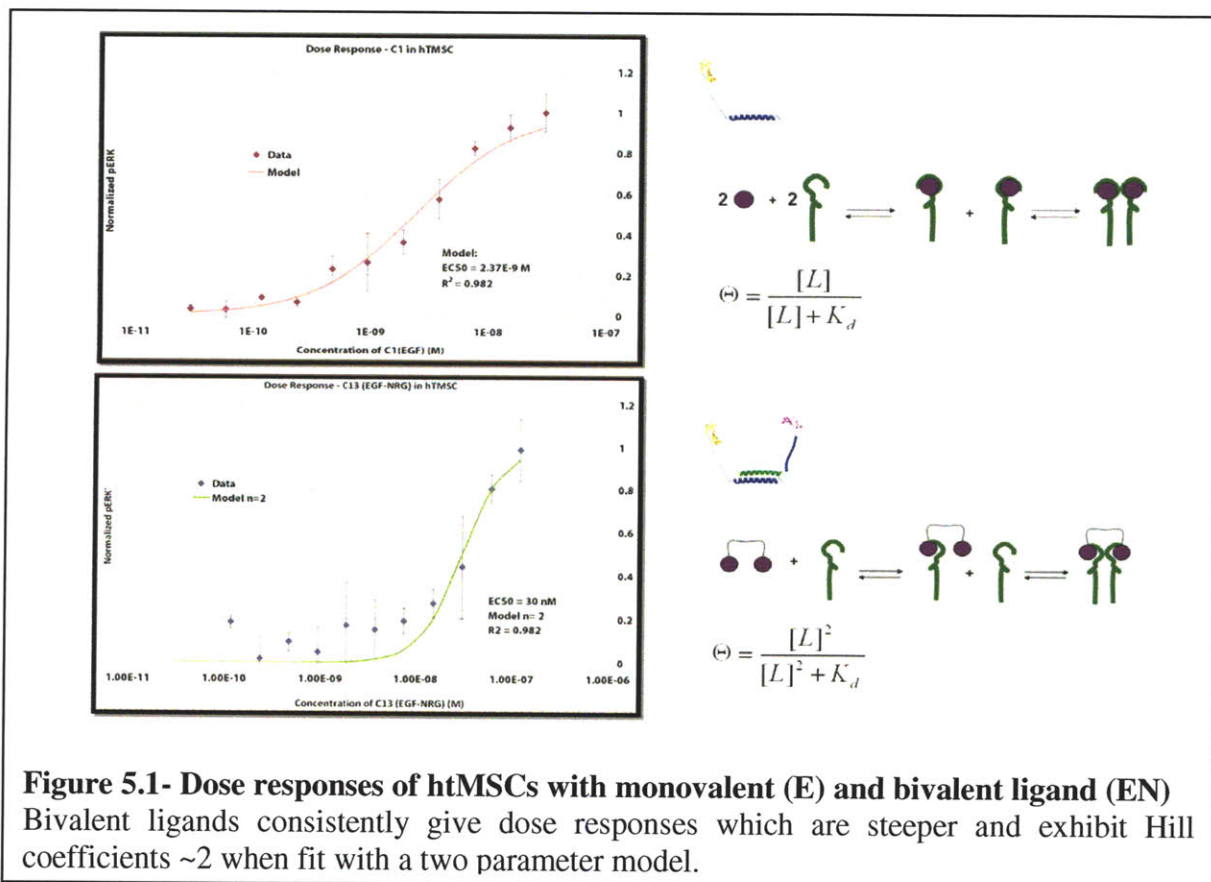 Dose Response - C1 in hTMSC
1.2
1
0.8
0.6
0.4
0.2
0
Normalized pERK
Data
Model
Model:
EC50 = 2.37E-9 M
R² = 0.982
1E-11 1E-10 1E-09 1E-08 1E-07
Concentration of C1(EGF) (M)
2 + 2 +
Θ = [L] / ([L] + K_d)
Dose Response - C13 (EGF-NRG) in hTMSC
1.2
1
0.8
0.6
0.4
0.2
0
Normalized pERK
Data
Model n=2
EC50 = 30 nM
Model n= 2
R2 = 0.982
1.00E-11 1.00E-10 1.00E-09 1.00E-08 1.00E-07 1.00E-06
Concentration of C13 (EGF-NRG) (M)
+ +
Θ = [L]² / ([L]² + K_d)
Figure 5.1- Dose responses of htMSCs with monovalent (E) and bivalent ligand (EN)
Bivalent ligands consistently give dose responses which are steeper and exhibit Hill
coefficients ~2 when fit with a two parameter model.